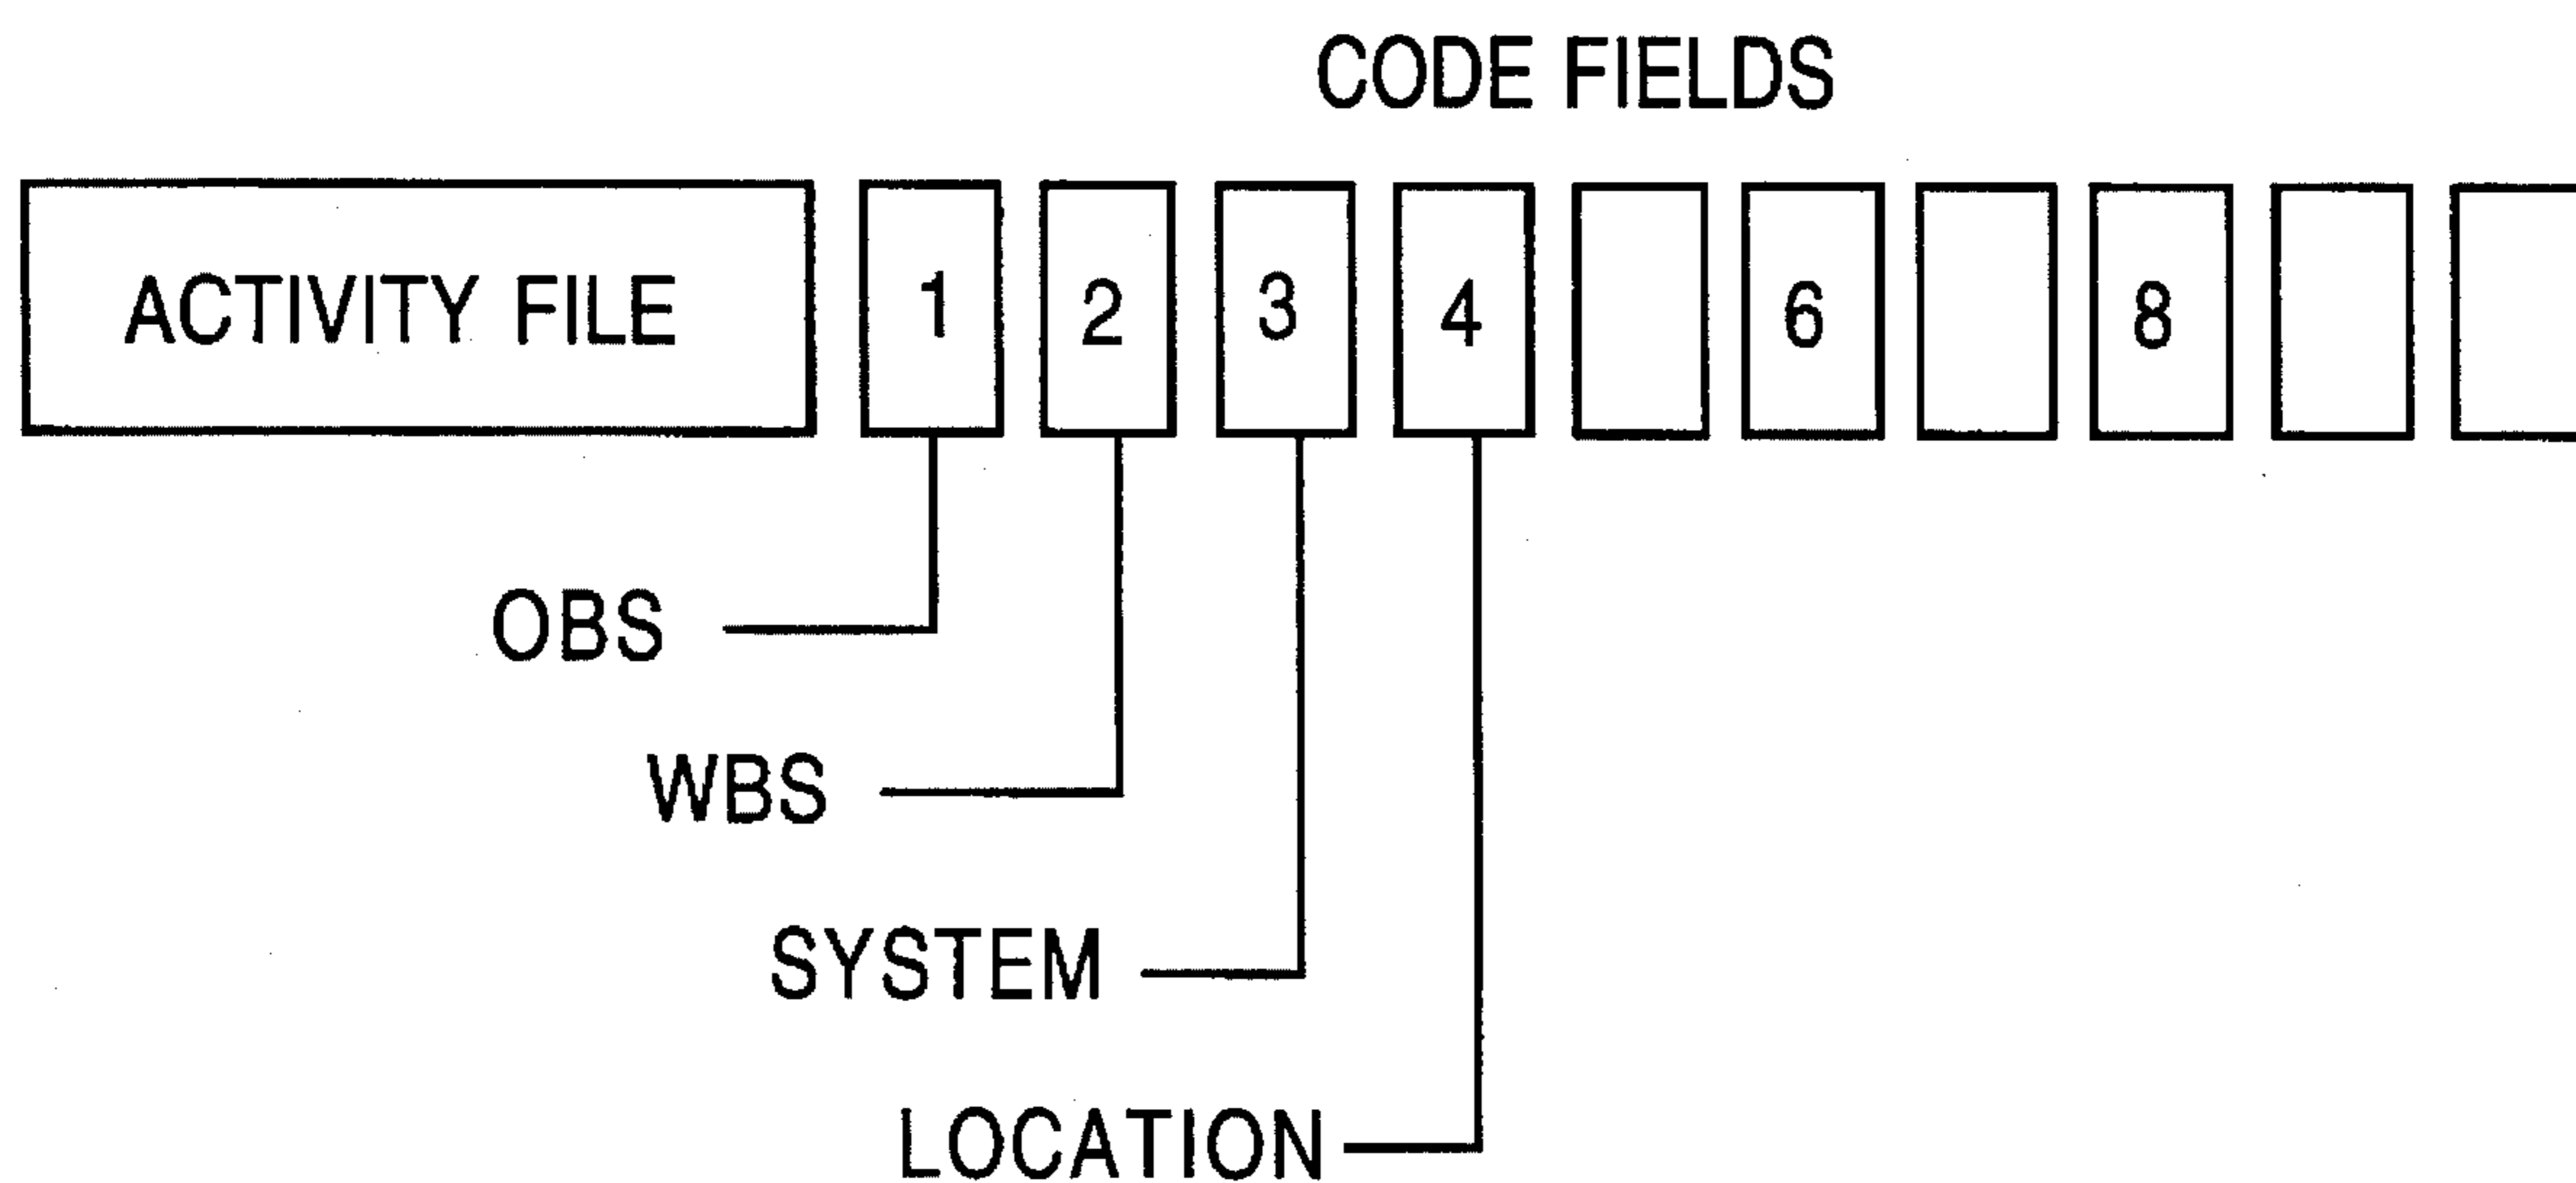 CODE FIELDS
ACTIVITY FILE 1 2 3 4 6 8
OBS
WBS
SYSTEM
LOCATION